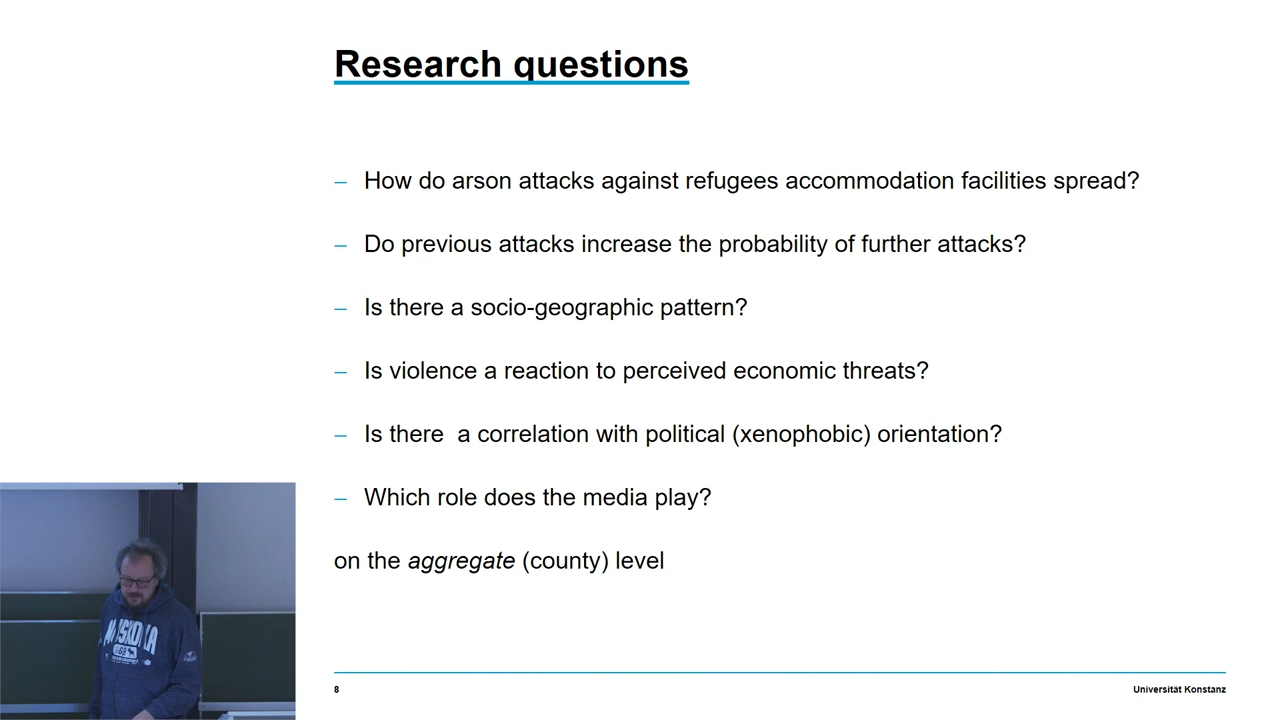 Research questions
– How do arson attacks against refugees accommodation facilities spread?
– Do previous attacks increase the probability of further attacks?
– Is there a socio-geographic pattern?
– Is violence a reaction to perceived economic threats?
– Is there  a correlation with political (xenophobic) orientation?
– Which role does the media play?
on the aggregate (county) level
8
Universität Konstanz